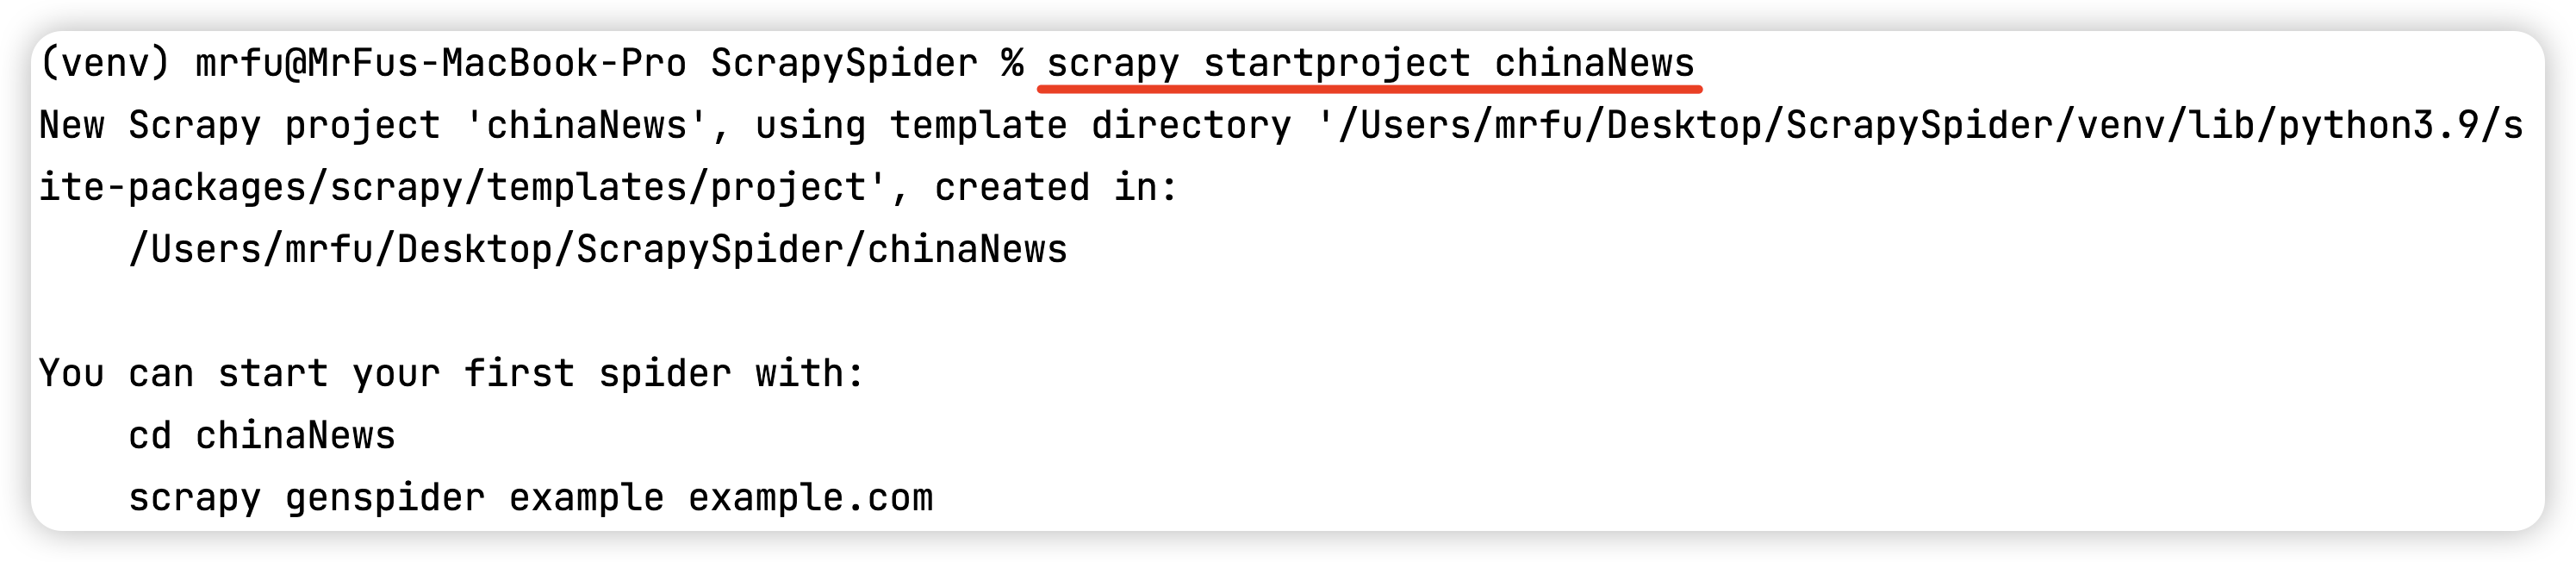 (venv) mrfu@MrFus-MacBook-Pro ScrapySpider % scrapy startproject chinaNews
New Scrapy project 'chinaNews', using template directory '/Users/mrfu/Desktop/ScrapySpider/venv/lib/python3.9/s
ite-packages/scrapy/templates/project', created in:
    /Users/mrfu/Desktop/ScrapySpider/chinaNews

You can start your first spider with:
    cd chinaNews
    scrapy genspider example example.com